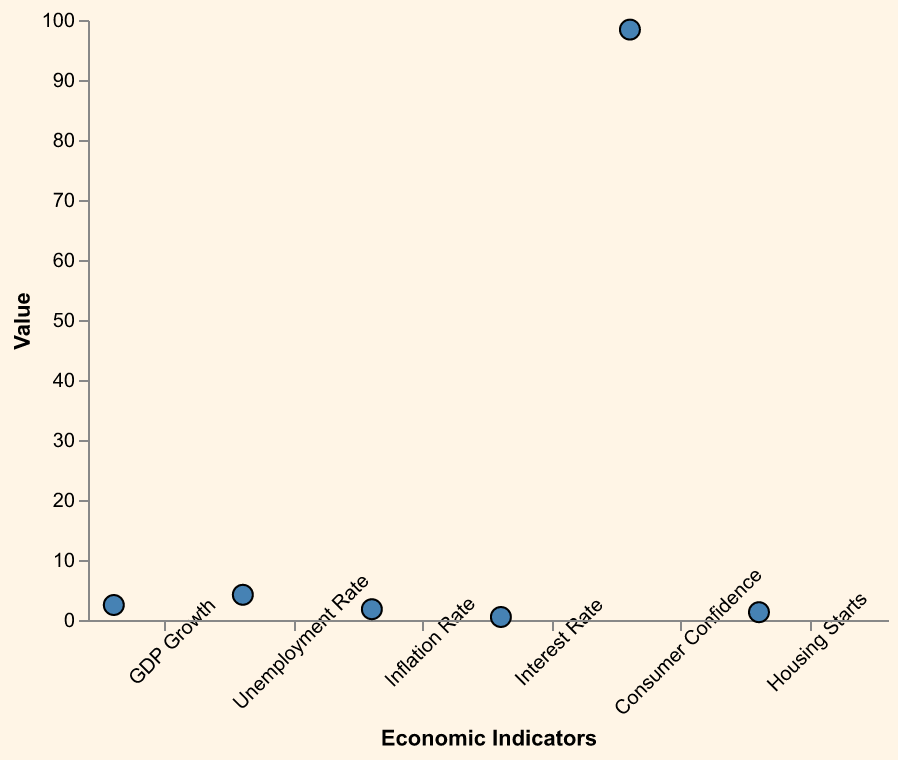 100
90
80
70
60
50
40
30
20
10
0
Value
GDP Growth
Unemployment Rate
Inflation Rate
Interest Rate
Consumer Confidence
Housing Starts
Economic Indicators